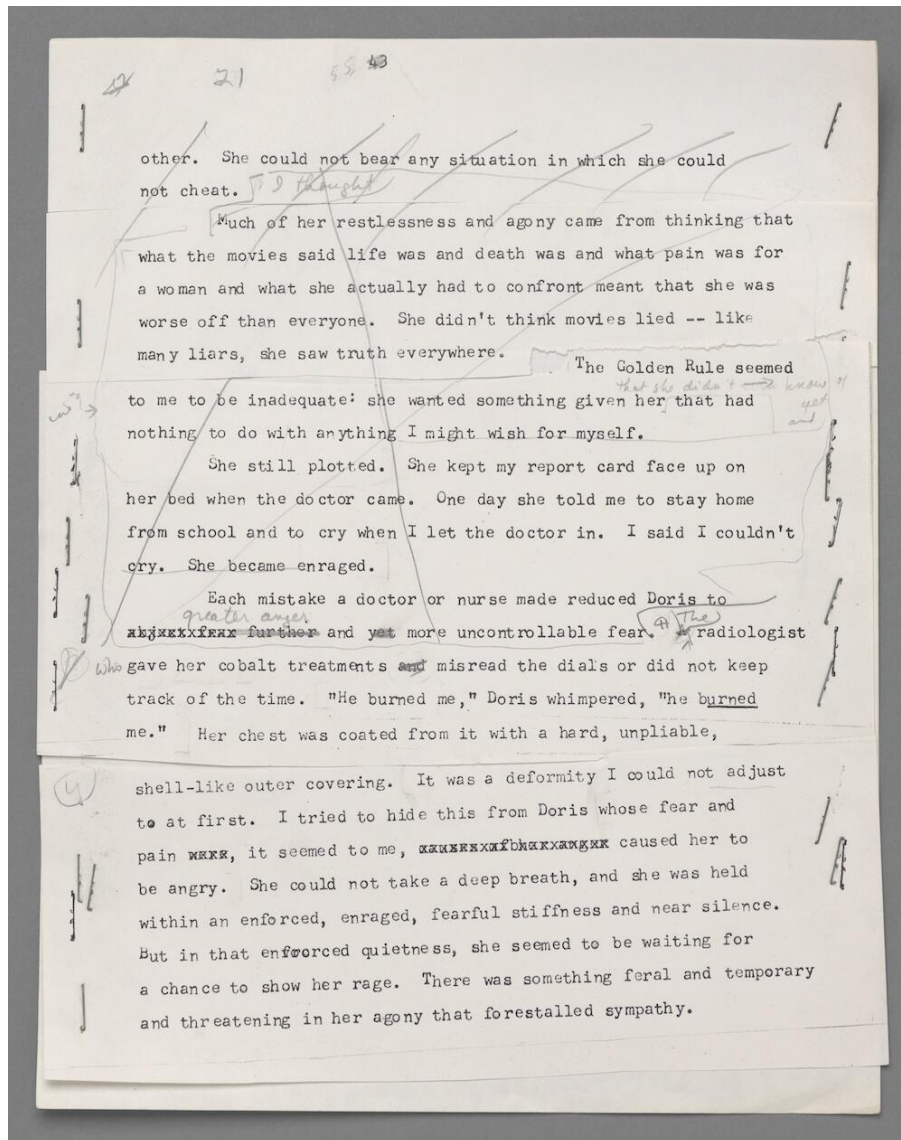 21 43
other. She could not bear any situation in which she could
not cheat. I thought
Much of her restlessness and agony came from thinking that
what the movies said life was and death was and what pain was for
a woman and what she actually had to confront meant that she was
worse off than everyone. She didn't think movies lied -- like
many liars, she saw truth everywhere.
The Golden Rule seemed
that she didn't know of
to me to be inadequate: she wanted something given her that had
yet
and
nothing to do with anything I might wish for myself.
She still plotted. She kept my report card face up on
her bed when the doctor came. One day she told me to stay home
from school and to cry when I let the doctor in. I said I couldn't
cry. She became enraged.
Each mistake a doctor or nurse made reduced Doris to
greater anger The
further and yet more uncontrollable fear. radiologist
who gave her cobalt treatments and misread the dials or did not keep
track of the time. "He burned me," Doris whimpered, "he burned
me." Her chest was coated from it with a hard, unpliable,
shell-like outer covering. It was a deformity I could not adjust
to at first. I tried to hide this from Doris whose fear and
pain, it seemed to me, caused her to
be angry. She could not take a deep breath, and she was held
within an enforced, enraged, fearful stiffness and near silence.
But in that enforced quietness, she seemed to be waiting for
a chance to show her rage. There was something feral and temporary
and threatening in her agony that forestalled sympathy.